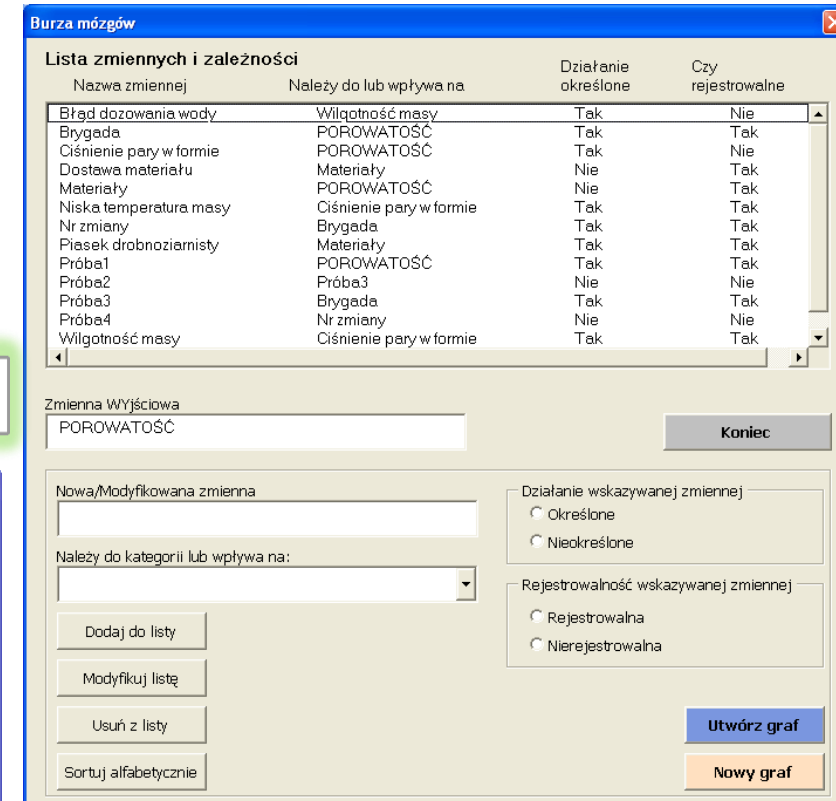 Burza mózgów
Lista zmiennych i zależności
Nazwa zmiennej Należy do lub wpływa na Działanie określone Czy rejestrowalne
Błąd dozowania wody Wilgotność masy Tak Nie
Brygada POROWATOŚĆ Tak Tak
Ciśnienie pary w formie POROWATOŚĆ Tak Nie
Dostawa materiału Materiały Nie Tak
Materiały POROWATOŚĆ Nie Tak
Niska temperatura masy Ciśnienie pary w formie Tak Tak
Nr zmiany Brygada Tak Tak
Piasek drobnoziarnisty Materiały Tak Tak
Próba1 POROWATOŚĆ Tak Tak
Próba2 Próba3 Nie Nie
Próba3 Brygada Tak Tak
Próba4 Nr zmiany Nie Nie
Wilgotność masy Ciśnienie pary w formie Tak Tak
Zmienna WYjściowa
POROWATOŚĆ
Koniec
Nowa/Modyfikowana zmienna
Należy do kategorii lub wpływa na:
Działanie wskazywanej zmiennej
Określone
Nieokreślone
Rejestrowalność wskazywanej zmiennej
Rejestrowalna
Nierejestrowalna
Dodaj do listy
Modyfikuj listę
Usuń z listy
Sortuj alfabetycznie
Utwórz graf
Nowy graf